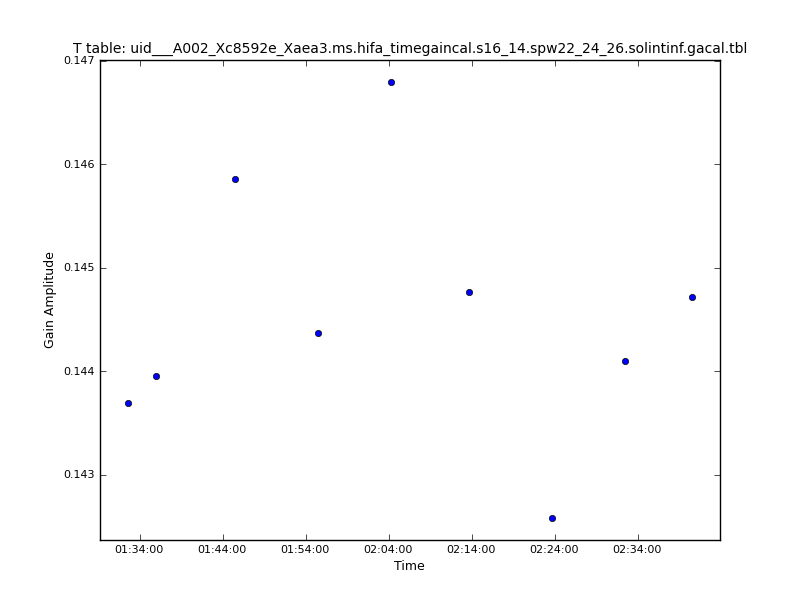 T table: uid___A002_Xc8592e_Xaea3.ms.hifa_timegaincal.s16_14.spw22_24_26.solintinf.gacal.tbl
0.147
0.146
0.145
0.144
0.143
Gain Amplitude
01:34:00 01:44:00 01:54:00 02:04:00 02:14:00 02:24:00 02:34:00
Time